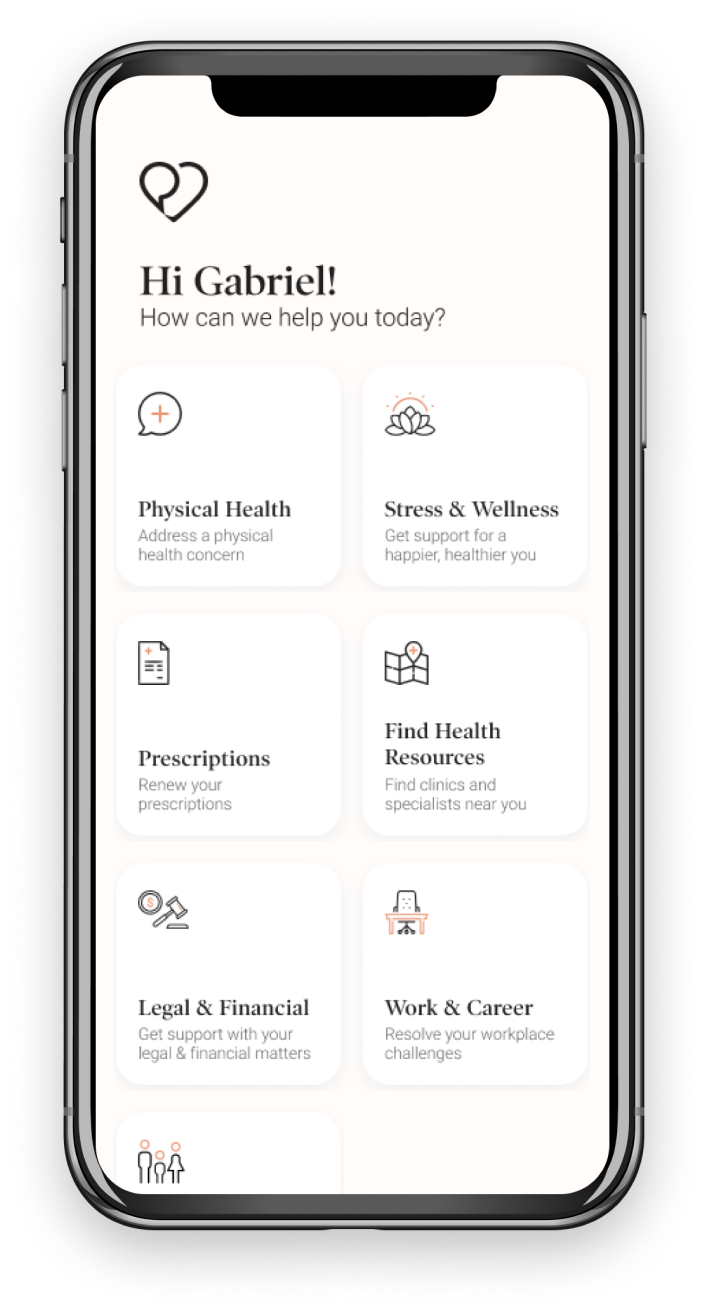 Hi Gabriel!
How can we help you today?
Physical Health
Address a physical
health concern
Stress & Wellness
Get support for a
happier, healthier you
Prescriptions
Renew your
prescriptions
Find Health
Resources
Find clinics and
specialists near you
$
Legal & Financial
Get support with your
legal & financial matters
Work & Career
Resolve your workplace
challenges